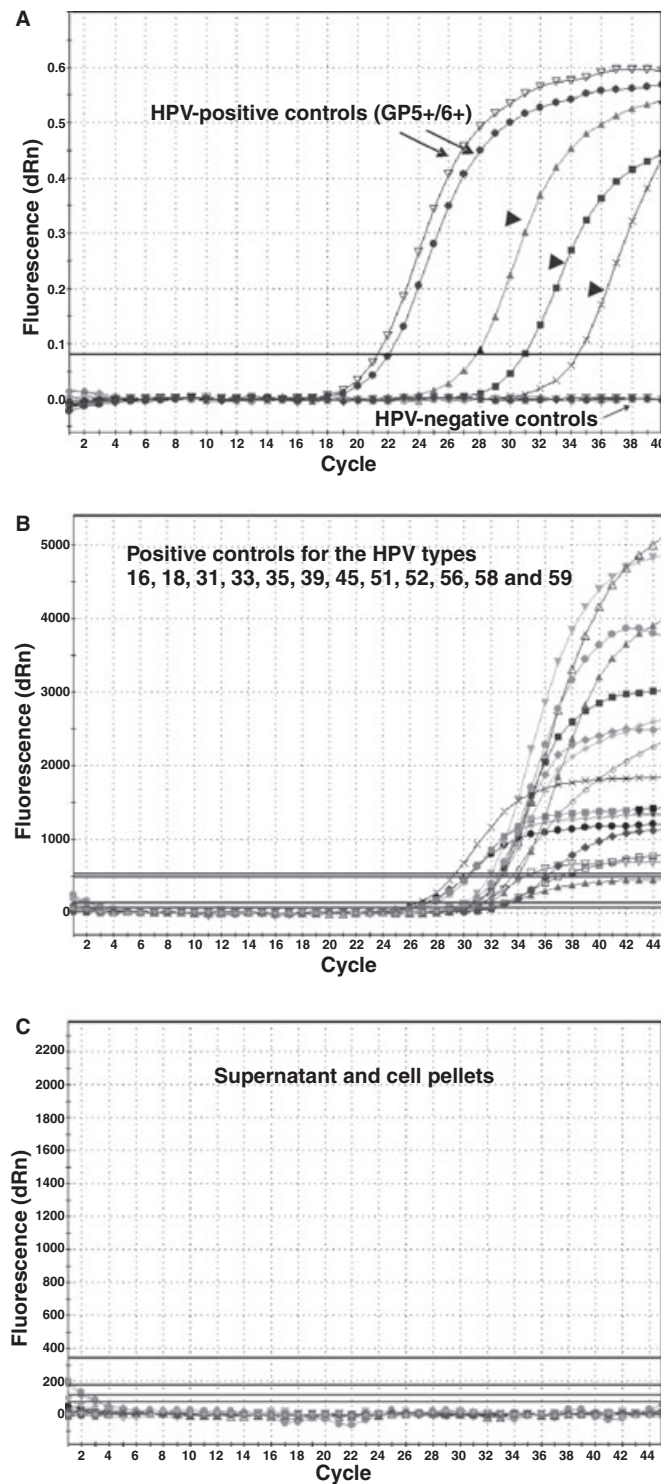 A
0.6
HPV-positive controls (GP5+/6+)
0.5
0.4
0.3
0.2
0.1
0.0
HPV-negative controls
Fluorescence (dRn)
2 4 6 8 10 12 14 16 18 20 22 24 26 28 30 32 34 36 38 40
Cycle
B
5000
Positive controls for the HPV types
16, 18, 31, 33, 35, 39, 45, 51, 52, 56, 58 and 59
4000
3000
2000
1000
0
Fluorescence (dRn)
2 4 6 8 10 12 14 16 18 20 22 24 26 28 30 32 34 36 38 40 42 44
Cycle
C
2200
Supernatant and cell pellets
2000
1800
1600
1400
1200
1000
800
600
400
200
0
Fluorescence (dRn)
2 4 6 8 10 12 14 16 18 20 22 24 26 28 30 32 34 36 38 40 42 44
Cycle